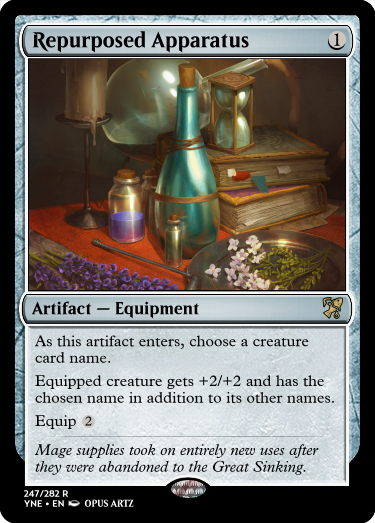 Repurposed Apparatus 1
Artifact — Equipment
As this artifact enters, choose a creature
card name.
Equipped creature gets +2/+2 and has the
chosen name in addition to its other names.
Equip 2
Mage supplies took on entirely new uses after
they were abandoned to the Great Sinking.
247/282 R
YNE • EN OPUS ARTZ